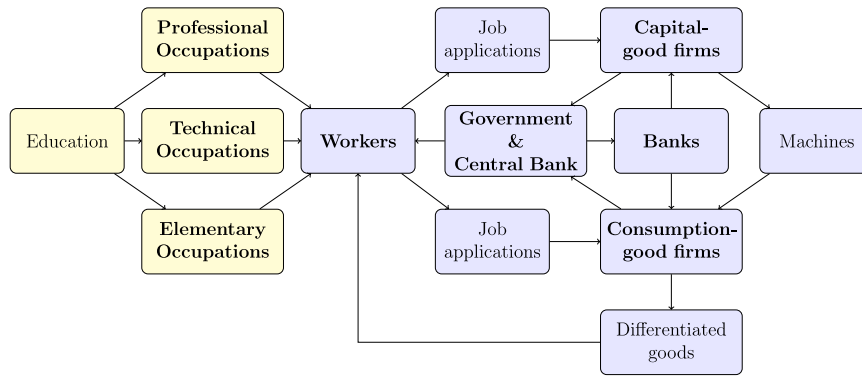 Professional
Occupations
Job
applications
Capital-
good firms
Education
Technical
Occupations
Workers
Government
&
Central Bank
Banks
Machines
Elementary
Occupations
Job
applications
Consumption-
good firms
Differentiated
goods